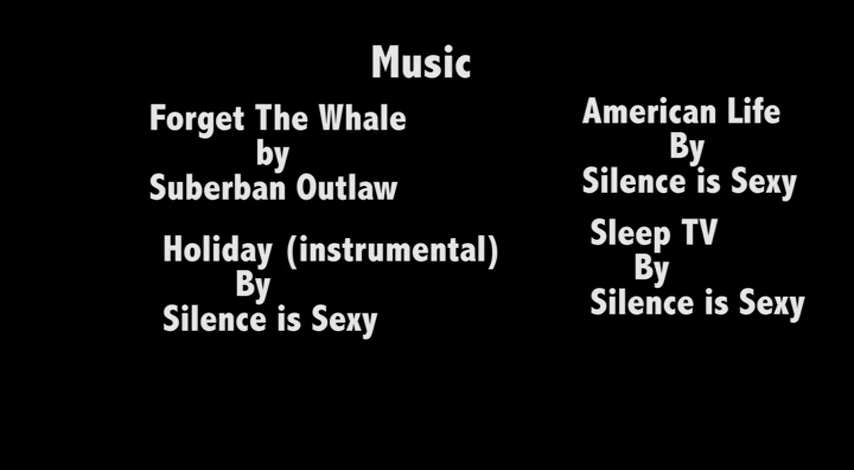 Music
Forget The Whale
by
Suberban Outlaw
Holiday (instrumental)
By
Silence is Sexy
American Life
By
Silence is Sexy
Sleep TV
By
Silence is Sexy